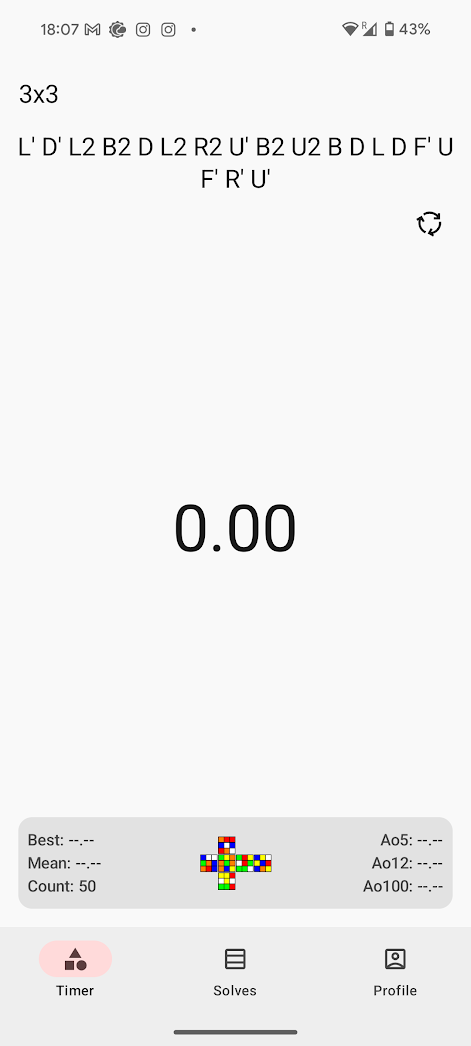 18:07
R
43%
3x3
L' D' L2 B2 D L2 R2 U' B2 U2 B D L D F' U
F' R' U'
0.00
Best: --.--
Ao5: --.--
Mean: --.--
Ao12: --.--
Count: 50
Ao100: --.--
Timer
Solves
Profile